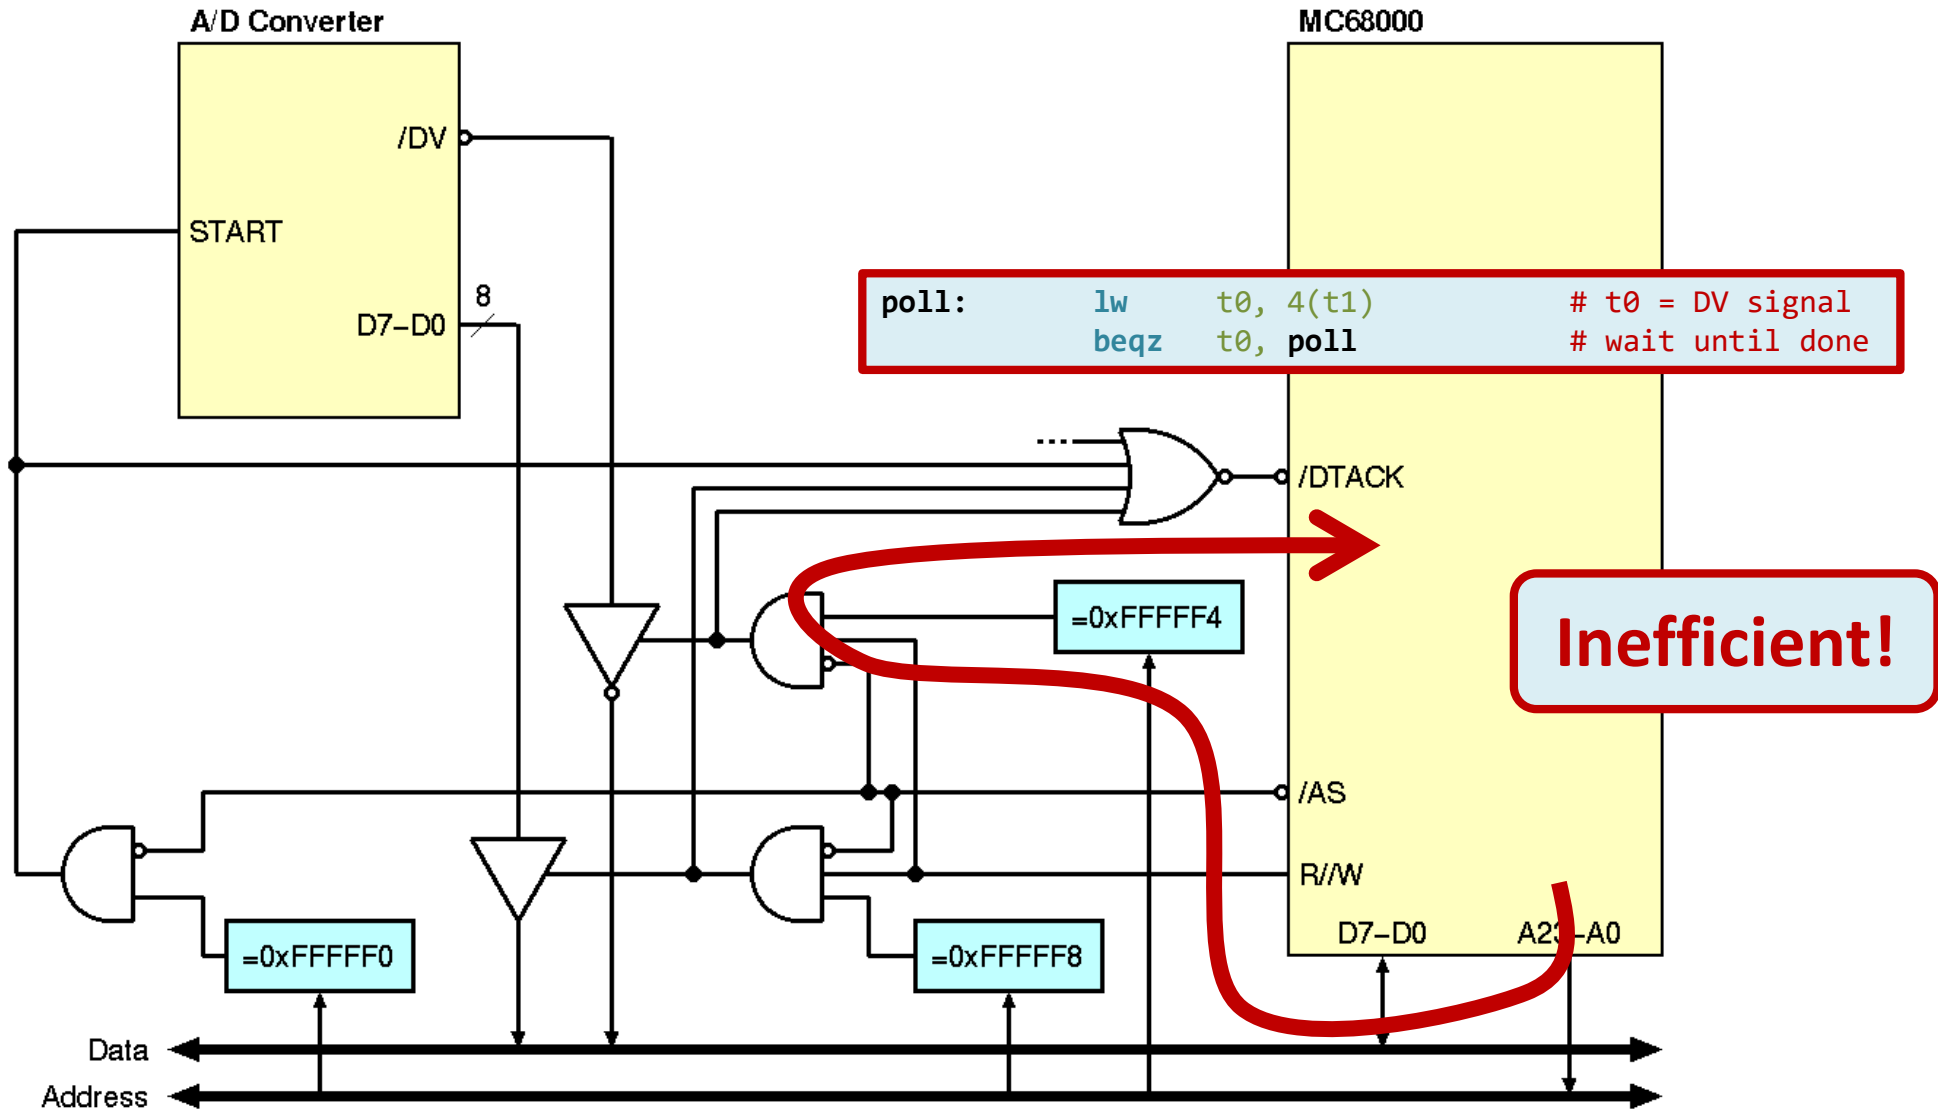 A/D Converter
MC68000
/DV
START
8
D7-D0
poll: lw t0, 4(t1) # t0 = DV signal
beqz t0, poll # wait until done
/DTACK
=0xFFFFF4
Inefficient!
/AS
R//W
D7-D0 A23-A0
=0xFFFFF0
=0xFFFFF8
Data
Address